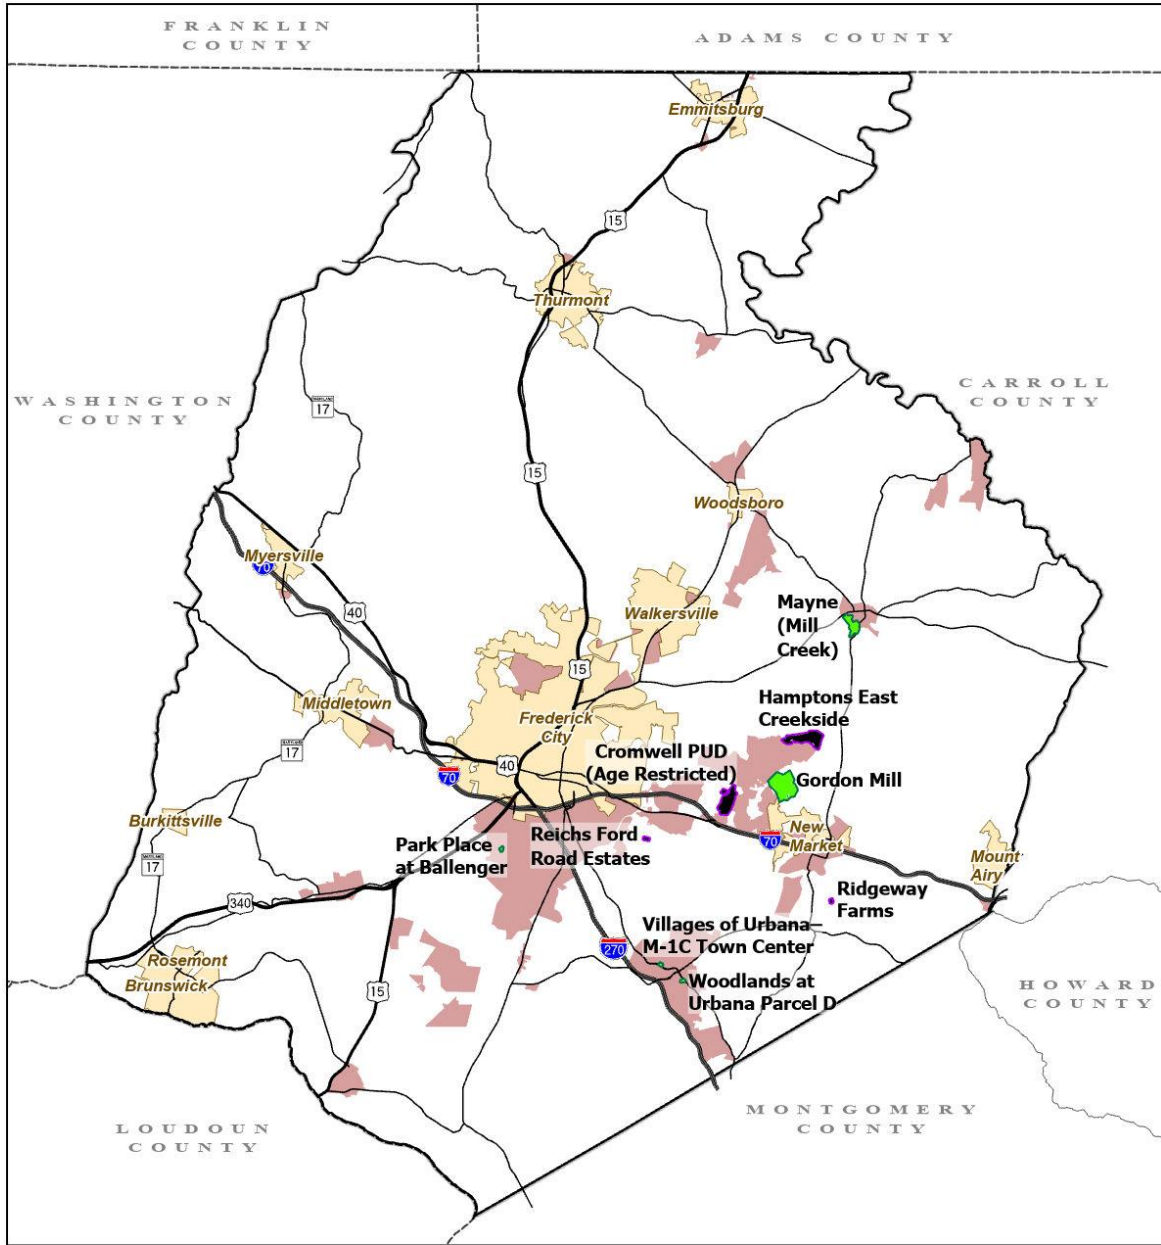 FRANKLIN
COUNTY
ADAMS COUNTY
Emmitsburg
15
Thurmont
WASHINGTON
COUNTY
MARYLAND
17
CARROLL
COUNTY
15
Woodsboro
Myersville
70
40
Walkersville
Mayne
(Mill
Creek)
15
Middletown
Hamptons East
Creekside
Frederick
City
MARYLAND
17
40
70
Cromwell PUD
(Age Restricted)
Gordon Mill
Burkittsville
Park Place
at Ballenger
Reichs Ford
Road Estates
70
New
Market
MARYLAND
17
Mount
Airy
340
Ridgeway
Farms
Villages of Urbana–
M-1C Town Center
270
Rosemont
Brunswick
15
Woodlands at
Urbana Parcel D
HOWARD
COUNTY
MONTGOMERY
COUNTY
LOUDOUN
COUNTY